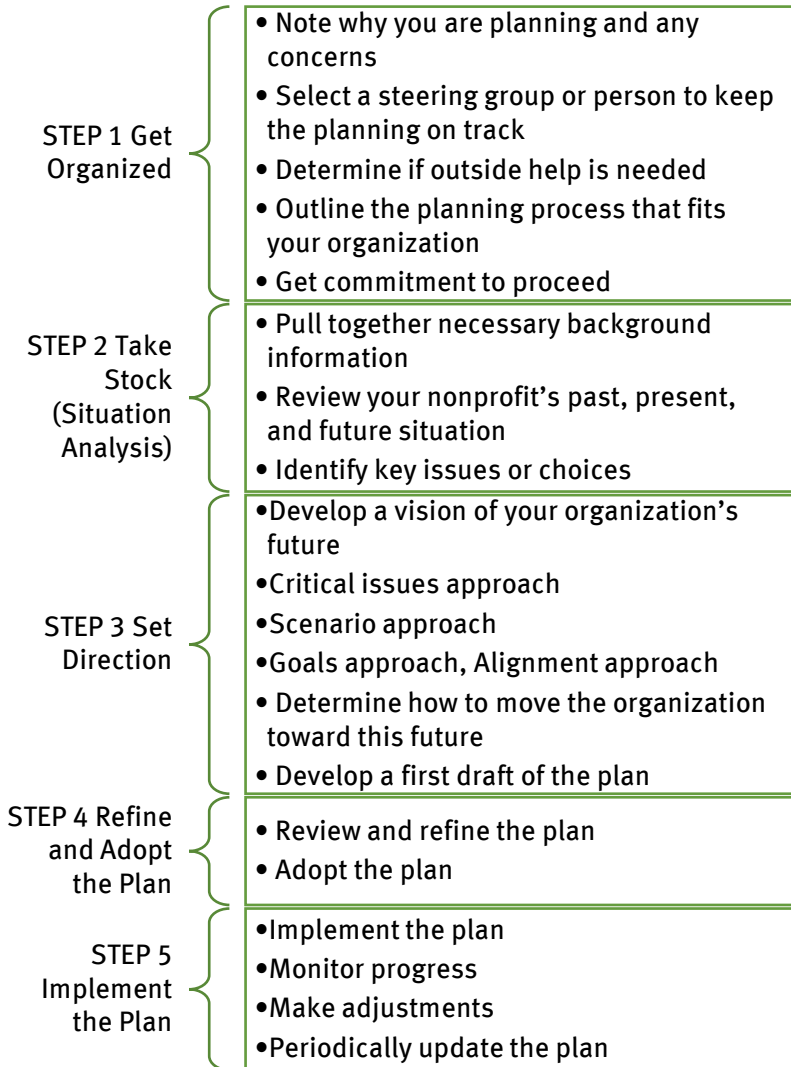 STEP 1 Get
Organized
• Note why you are planning and any
concerns
• Select a steering group or person to keep
the planning on track
• Determine if outside help is needed
• Outline the planning process that fits
your organization
• Get commitment to proceed
STEP 2 Take
Stock
(Situation
Analysis)
• Pull together necessary background
information
• Review your nonprofit’s past, present,
and future situation
• Identify key issues or choices
STEP 3 Set
Direction
•Develop a vision of your organization’s
future
•Critical issues approach
•Scenario approach
•Goals approach, Alignment approach
• Determine how to move the organization
toward this future
• Develop a first draft of the plan
STEP 4 Refine
and Adopt
the Plan
• Review and refine the plan
• Adopt the plan
STEP 5
Implement
the Plan
•Implement the plan
•Monitor progress
•Make adjustments
•Periodically update the plan